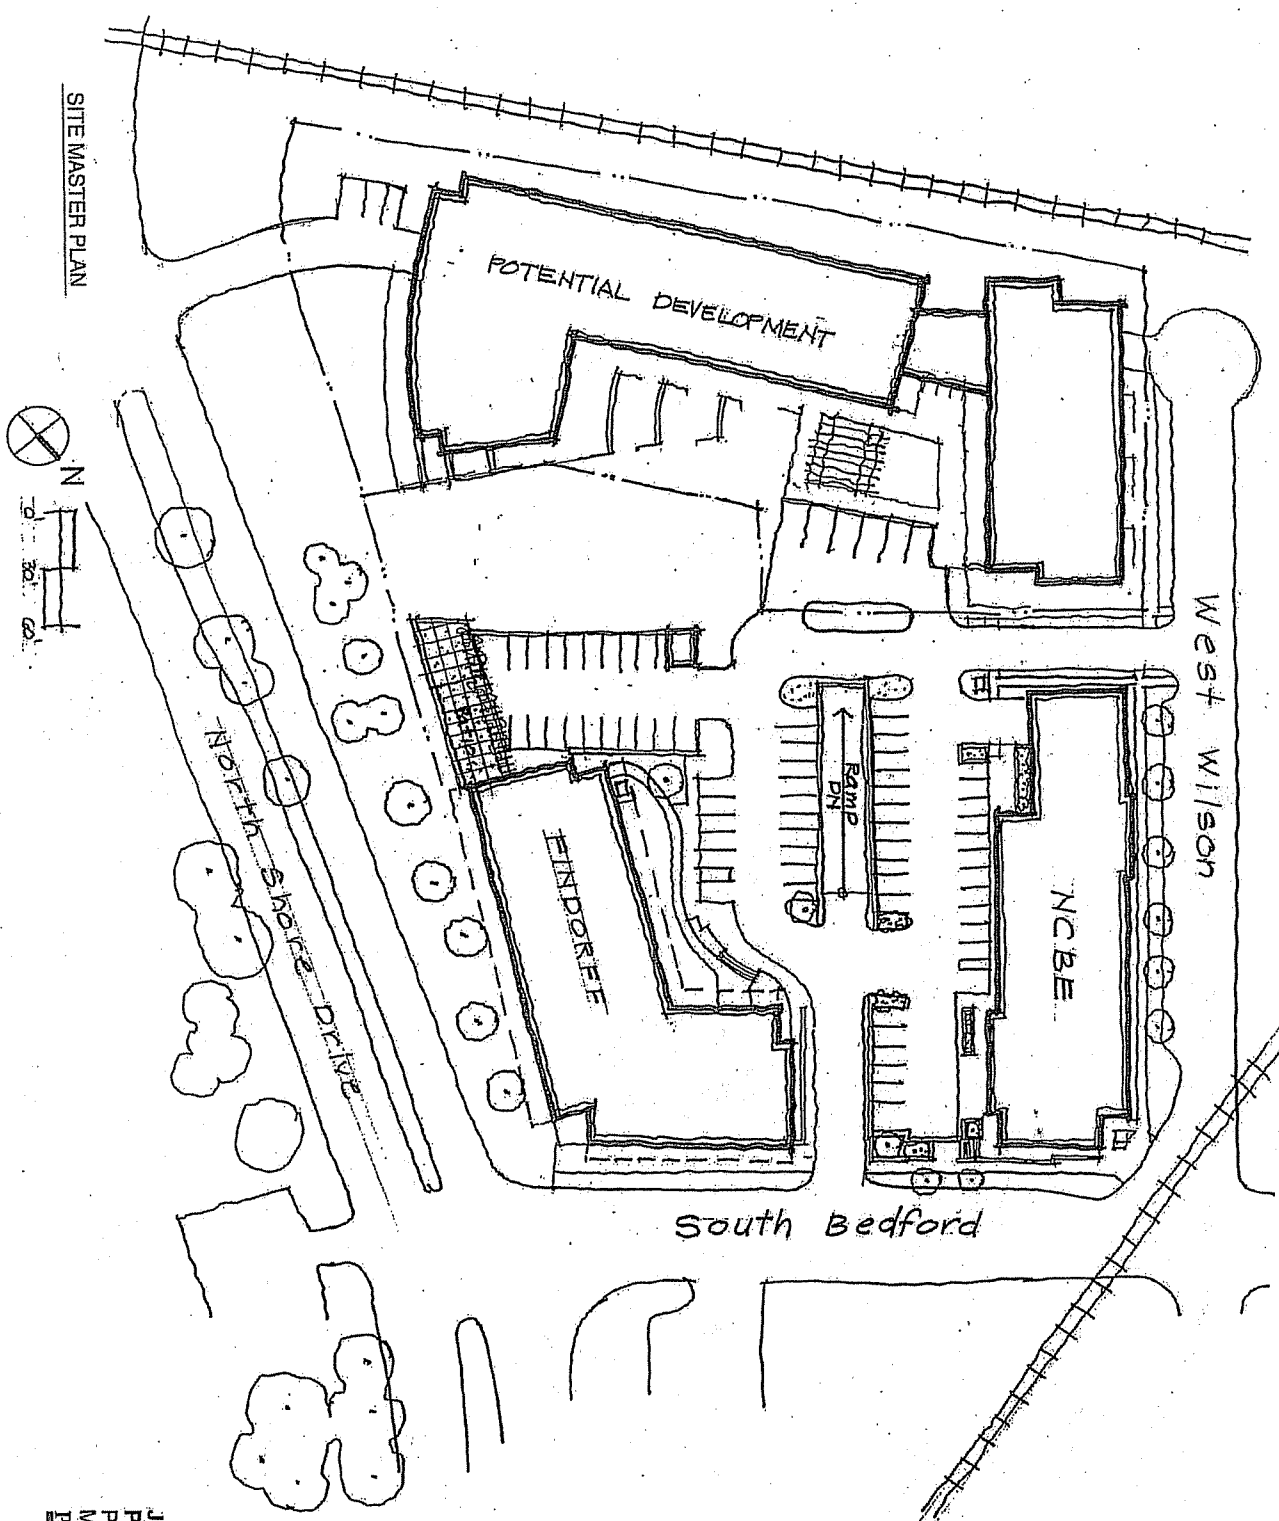 SITE MASTER PLAN
POTENTIAL DEVELOPMENT
West Wilson
NCBE
RAMP
DN
FINDORFF
North Shore Drive
South Bedford
N
0 30' 60'